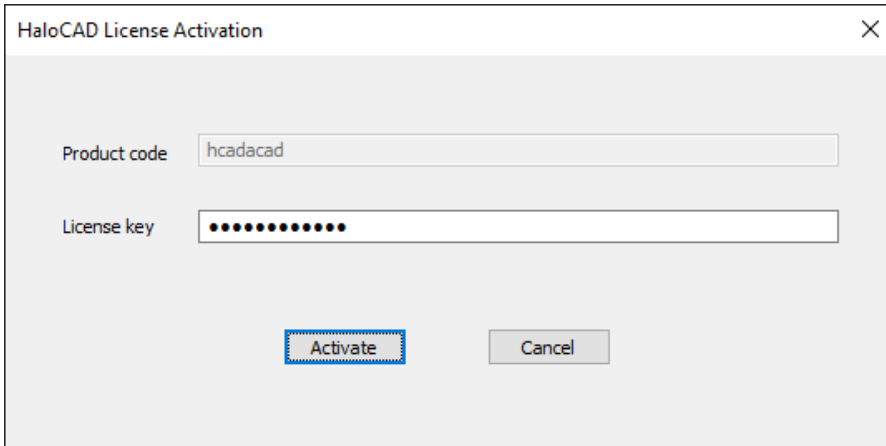 HaloCAD License Activation
Product code hcadacad
License key ••••••••••••
Activate Cancel